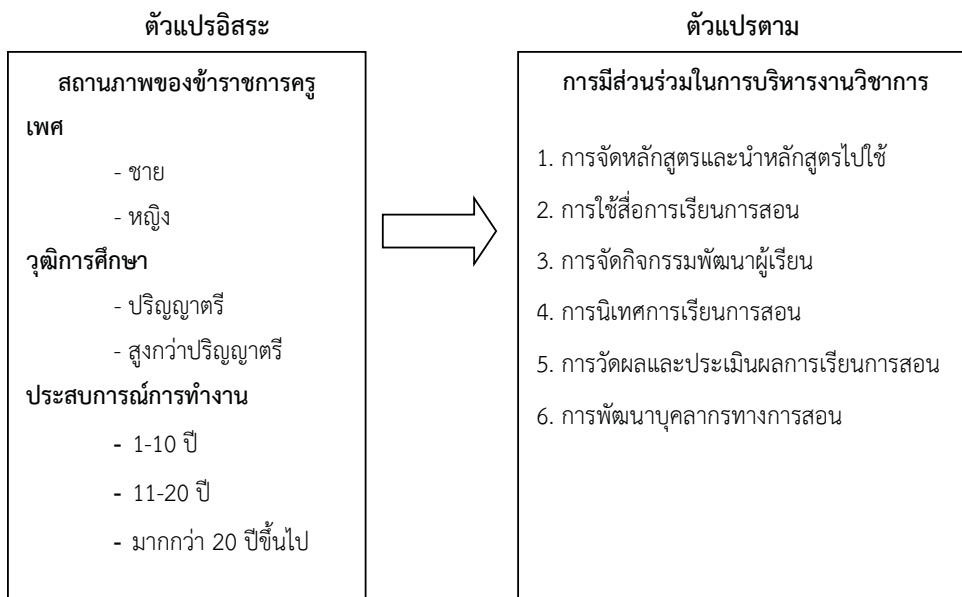 ตัวแปรอิสระ
สถานภาพของข้าราชการครู
เพศ
- ชาย
- หญิง
วุฒิการศึกษา
- ปริญญาตรี
- สูงกว่าปริญญาตรี
ประสบการณ์การทำงาน
- 1-10 ปี
- 11-20 ปี
- มากกว่า 20 ปีขึ้นไป
ตัวแปรตาม
การมีส่วนร่วมในการบริหารงานวิชาการ
1. การจัดหลักสูตรและนำหลักสูตรไปใช้
2. การใช้สื่อการเรียนการสอน
3. การจัดกิจกรรมพัฒนาผู้เรียน
4. การนิเทศการเรียนการสอน
5. การวัดผลและประเมินผลการเรียนการสอน
6. การพัฒนาบุคลากรทางการสอน